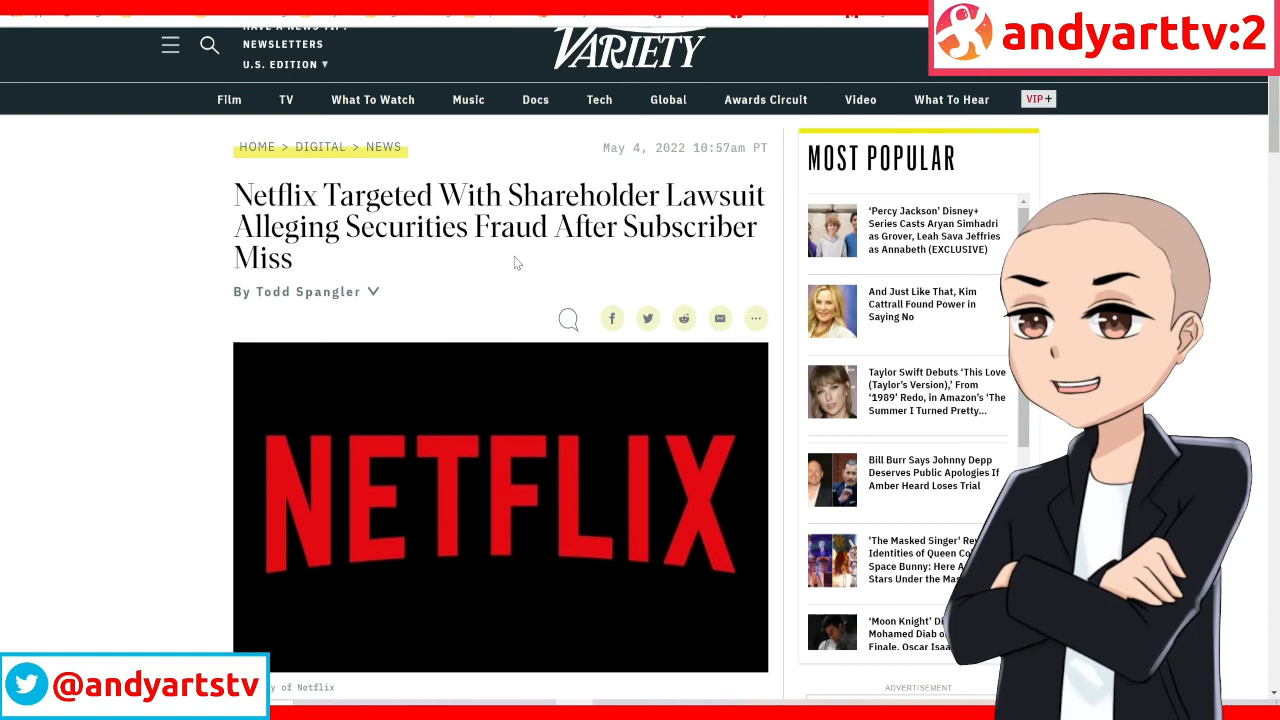 HAVE A NEWS TIP?
NEWSLETTERS
U.S. EDITION ▼
VARIETY
andyarttv:2
Film TV What To Watch Music Docs Tech Global Awards Circuit Video What To Hear VIP+
HOME > DIGITAL > NEWS
May 4, 2022 10:57am PT
Netflix Targeted With Shareholder Lawsuit
Alleging Securities Fraud After Subscriber
Miss
By Todd Spangler
NETFLIX
y of Netflix
MOST POPULAR
‘Percy Jackson’ Disney+
Series Casts Aryan Simhadri
as Grover, Leah Sava Jeffries
as Annabeth (EXCLUSIVE)
And Just Like That, Kim
Cattrall Found Power in
Saying No
Taylor Swift Debuts ‘This Love
(Taylor’s Version),’ From
‘1989’ Redo, in Amazon’s ‘The
Summer I Turned Pretty...
Bill Burr Says Johnny Depp
Deserves Public Apologies If
Amber Heard Loses Trial
‘The Masked Singer’ Re
Identities of Queen Co
Space Bunny: Here A
Stars Under the Mas
‘Moon Knight’ Di
Mohamed Diab o
Finale, Oscar Isaa
ADVERTISEMENT
@andyartstv